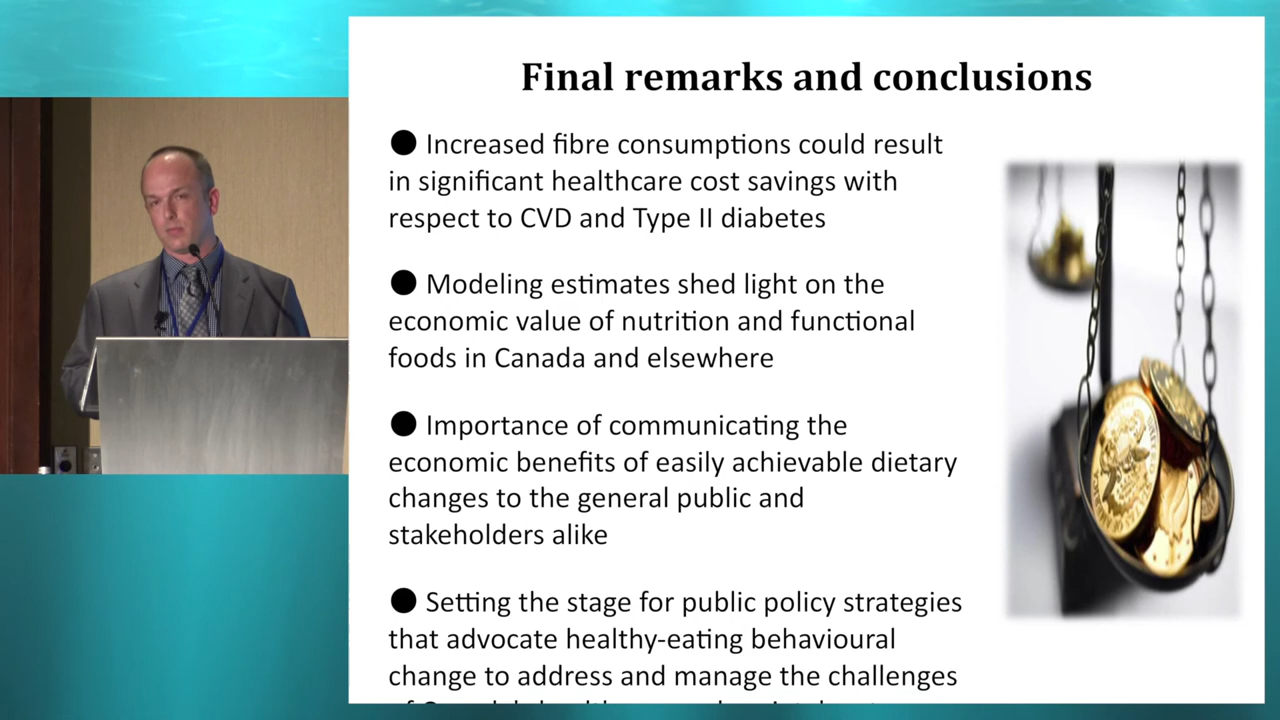 Final remarks and conclusions
● Increased fibre consumptions could result
in significant healthcare cost savings with
respect to CVD and Type II diabetes
● Modeling estimates shed light on the
economic value of nutrition and functional
foods in Canada and elsewhere
● Importance of communicating the
economic benefits of easily achievable dietary
changes to the general public and
stakeholders alike
● Setting the stage for public policy strategies
that advocate healthy-eating behavioural
change to address and manage the challenges